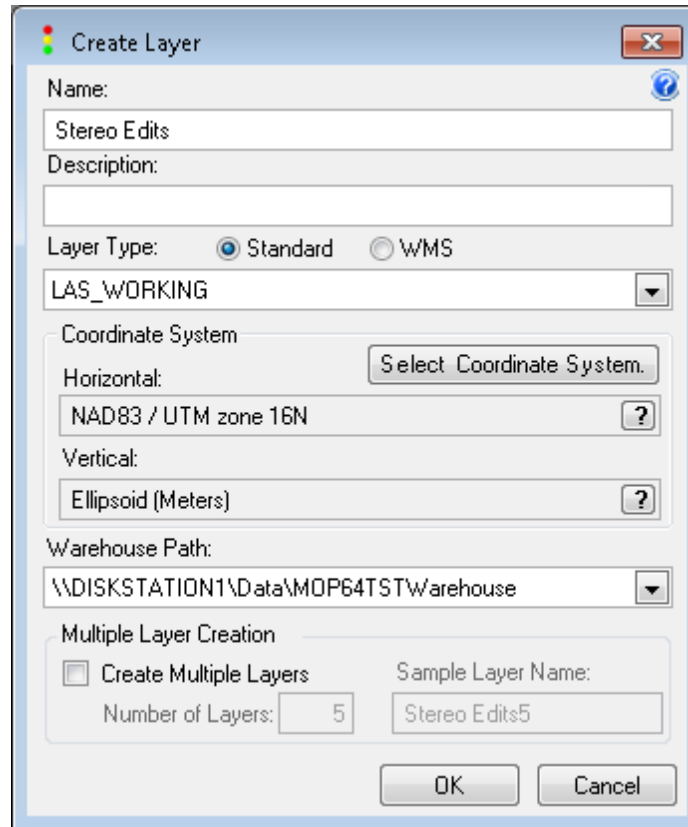 Create Layer
Name:
Stereo Edits
Description:
Layer Type: Standard WMS
LAS_WORKING
Coordinate System
Select Coordinate System.
Horizontal:
NAD83 / UTM zone 16N ?
Vertical:
Ellipsoid (Meters) ?
Warehouse Path:
\\DISKSTATION1\Data\MOP64TSTWarehouse
Multiple Layer Creation
Create Multiple Layers Sample Layer Name:
Number of Layers: 5 Stereo Edits5
OK Cancel